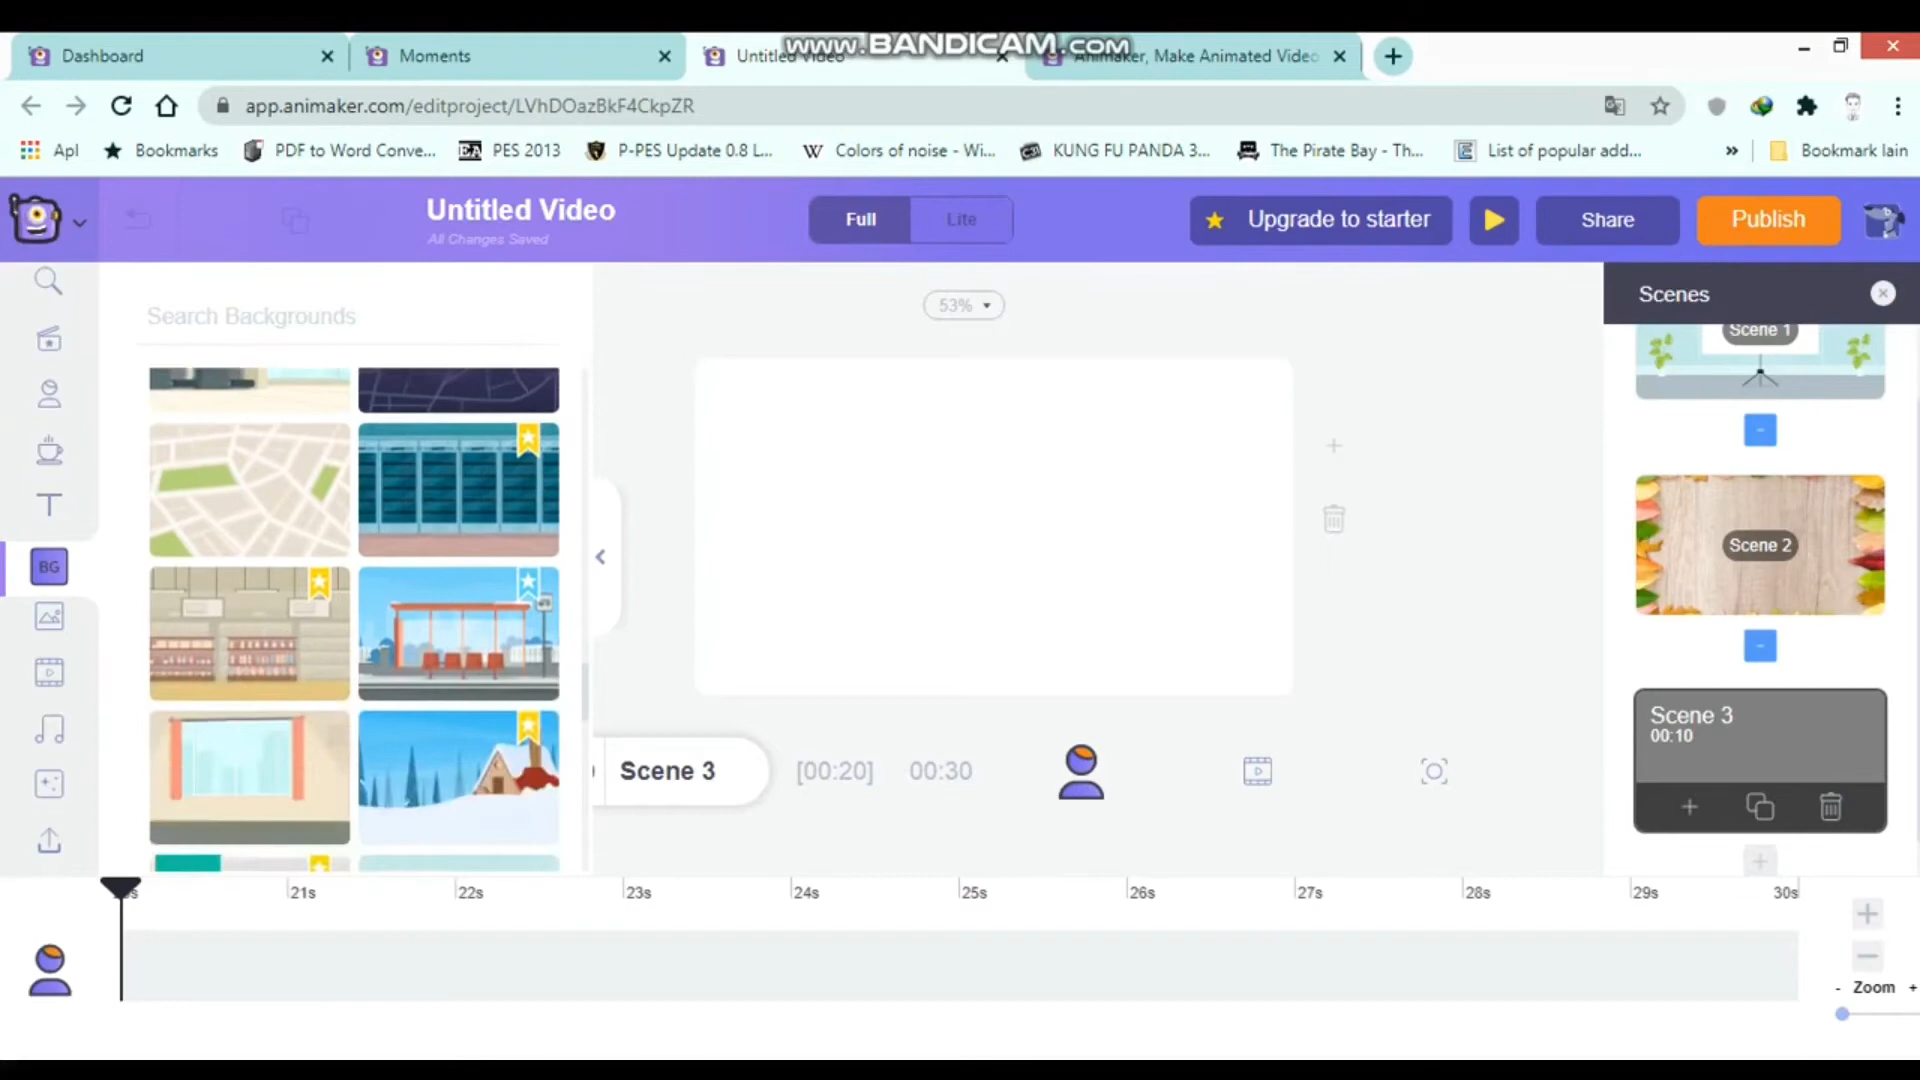 www.BANDICAM.com
Dashboard
Moments
Untitled Video
Animaker, Make Animated Video
app.animaker.com/editproject/LVhDOazBkF4CkpZR
Apl
Bookmarks
PDF to Word Conve...
PES 2013
P-PES Update 0.8 L...
Colors of noise - Wi...
KUNG FU PANDA 3...
The Pirate Bay - Th...
List of popular add...
»
Bookmark lain
Untitled Video
All Changes Saved
Full
Lite
Upgrade to starter
Share
Publish
Search Backgrounds
53%
Scenes
Scene 1
BG
Scene 2
Scene 3
00:10
Scene 3
[00:20]
00:30
21s
22s
23s
24s
25s
26s
27s
28s
29s
30s
- Zoom +